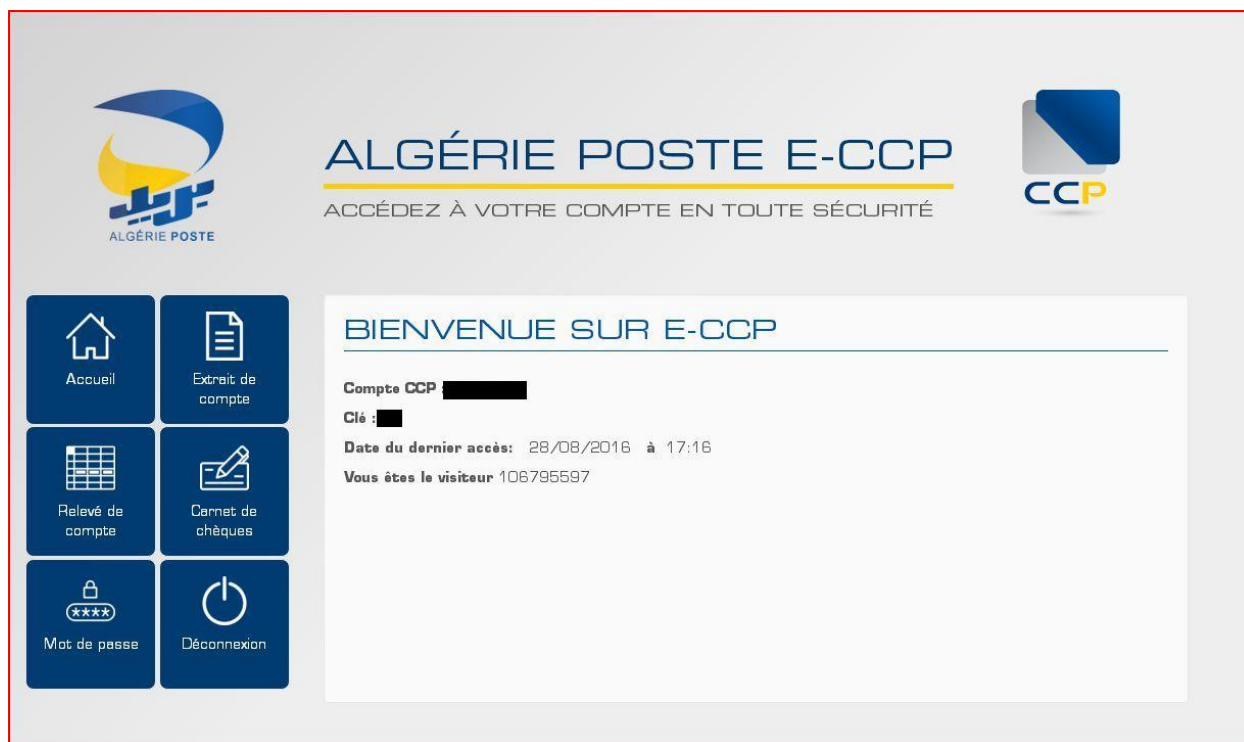 ALGÉRIE POSTE
ALGÉRIE POSTE E-CCP
ACCÉDEZ À VOTRE COMPTE EN TOUTE SÉCURITÉ
CCP
Accueil
Extrait de
compte
Relevé de
compte
Carnet de
chèques
****
Mot de passe
Déconnexion
BIENVENUE SUR E-CCP
Compte CCP :
Clé :
Date du dernier accès: 28/08/2016 à 17:16
Vous êtes le visiteur 106795597